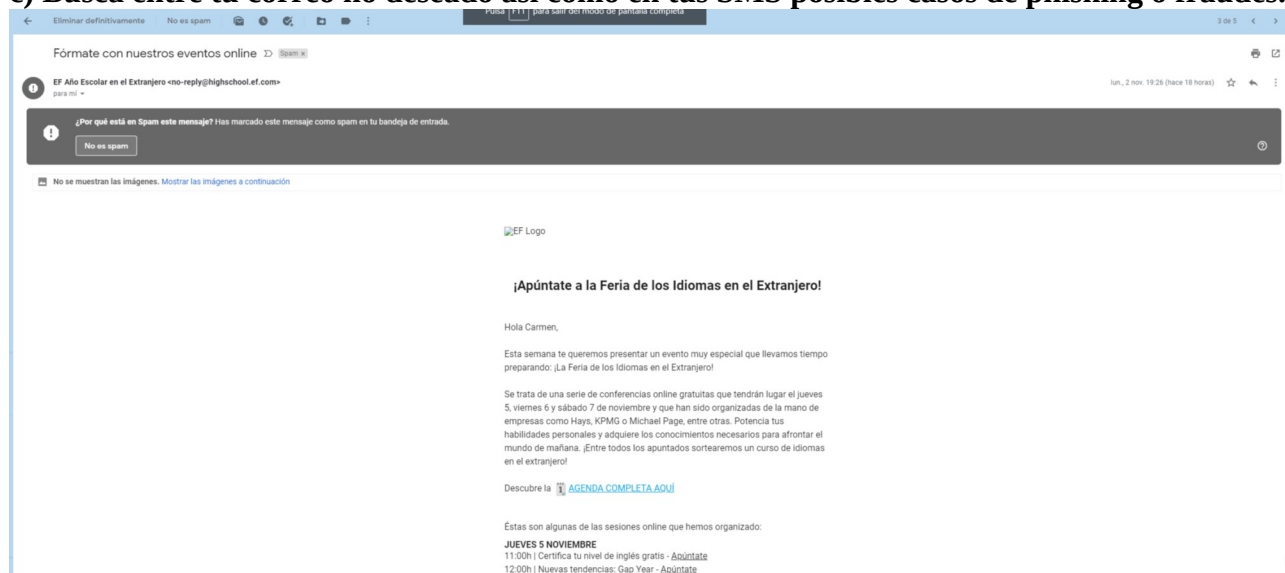 c) Busca entre tu correo no deseado así como en tus SMS posibles casos de phishing o fraudes.
Pulsa F11 para salir del modo de pantalla completa
Eliminar definitivamente No es spam
3 de 5
Fórmate con nuestros eventos online Spam x
EF Año Escolar en el Extranjero <no-reply@highschool.ef.com>
lun., 2 nov. 19:26 (hace 18 horas)
para mí
¿Por qué está en Spam este mensaje? Has marcado este mensaje como spam en tu bandeja de entrada.
No es spam
No se muestran las imágenes. Mostrar las imágenes a continuación
EF Logo
¡Apúntate a la Feria de los Idiomas en el Extranjero!
Hola Carmen,
Esta semana te queremos presentar un evento muy especial que llevamos tiempo
preparando: ¡La Feria de los Idiomas en el Extranjero!
Se trata de una serie de conferencias online gratuitas que tendrán lugar el jueves
5, viernes 6 y sábado 7 de noviembre y que han sido organizadas de la mano de
empresas como Hays, KPMG o Michael Page, entre otras. Potencia tus
habilidades personales y adquiere los conocimientos necesarios para afrontar el
mundo de mañana. ¡Entre todos los apuntados sortearemos un curso de idiomas
en el extranjero!
Descubre la AGENDA COMPLETA AQUÍ
Éstas son algunas de las sesiones online que hemos organizado:
JUEVES 5 NOVIEMBRE
11:00h | Certifica tu nivel de inglés gratis - Apúntate
12:00h | Nuevas tendencias: Gap Year - Apúntate